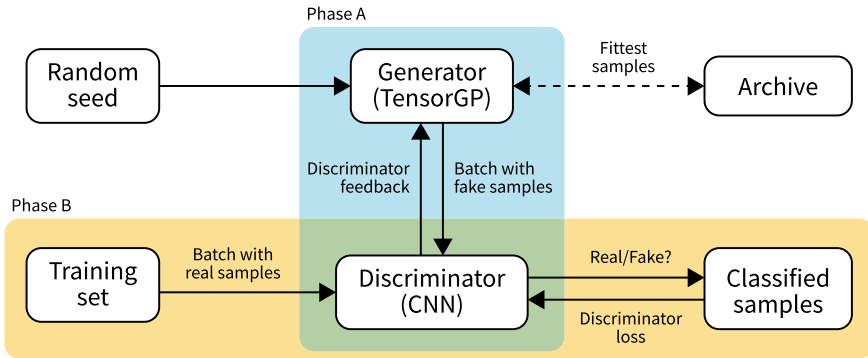 Phase A
Random
seed
Generator
(TensorGP)
Fittest
samples
Archive
Discriminator
feedback
Batch with
fake samples
Phase B
Training
set
Batch with
real samples
Discriminator
(CNN)
Real/Fake?
Discriminator
loss
Classified
samples